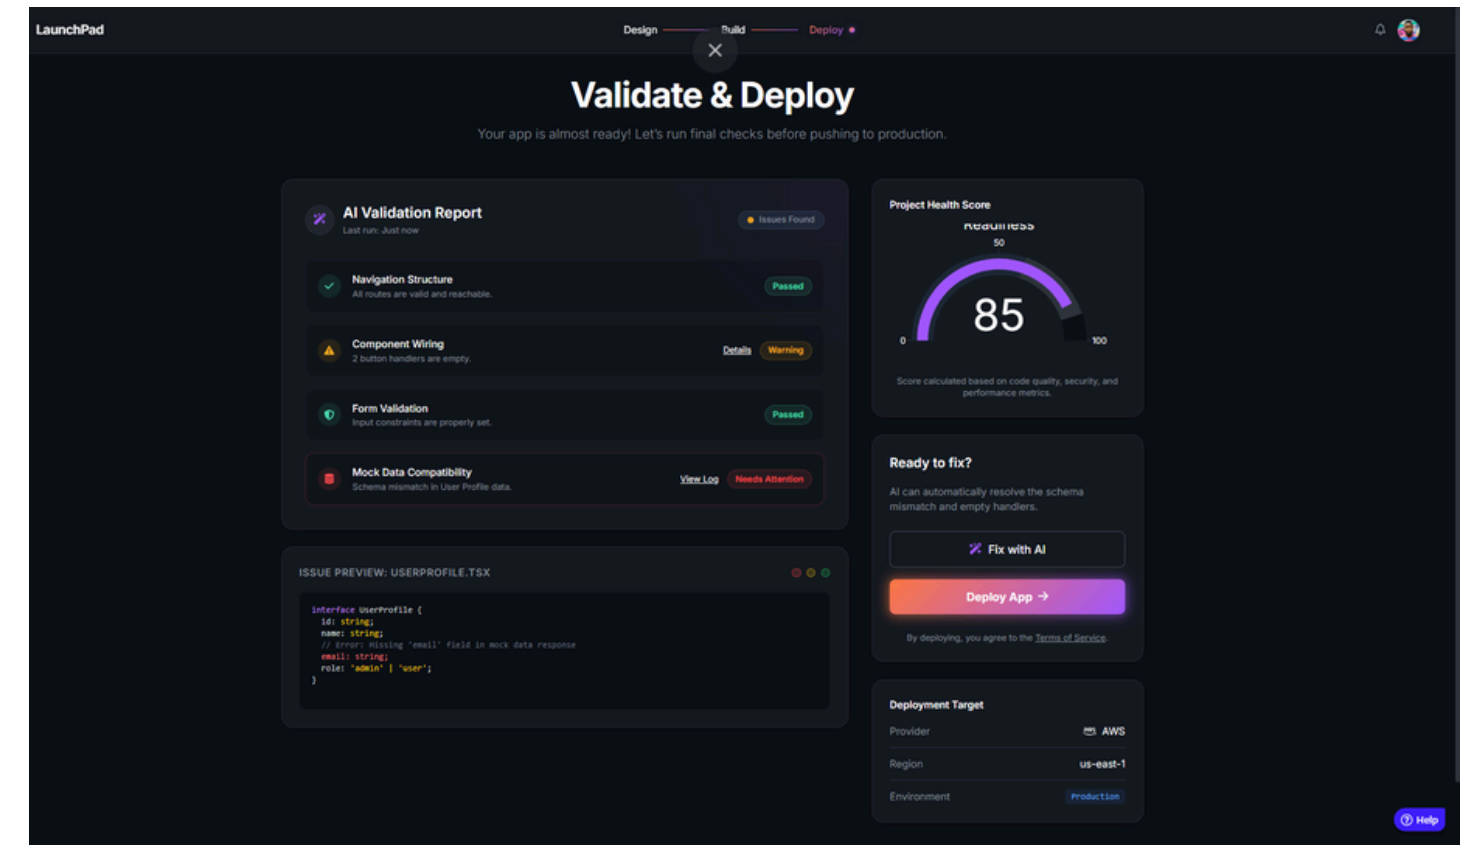 LaunchPad
Design
Build
Deploy
Validate & Deploy
Your app is almost ready! Let's run final checks before pushing to production.
AI Validation Report
Last run: Just now
Issues Found
Navigation Structure
All routes are valid and reachable.
Passed
Component Wiring
2 button handlers are empty.
Details
Warning
Form Validation
Input constraints are properly set.
Passed
Mock Data Compatibility
Schema mismatch in User Profile data.
View Log
Needs Attention
ISSUE PREVIEW: USERPROFILE.TSX
interface UserProfile {
id: string;
name: string;
// Error: Missing 'email' field in mock data response
email: string;
role: 'admin' | 'user';
}
Project Health Score
Readiness
50
85
0
100
Score calculated based on code quality, security, and
performance metrics.
Ready to fix?
AI can automatically resolve the schema
mismatch and empty handlers.
Fix with AI
Deploy App →
By deploying, you agree to the Terms of Service.
Deployment Target
Provider
AWS
Region
us-east-1
Environment
Production
Help